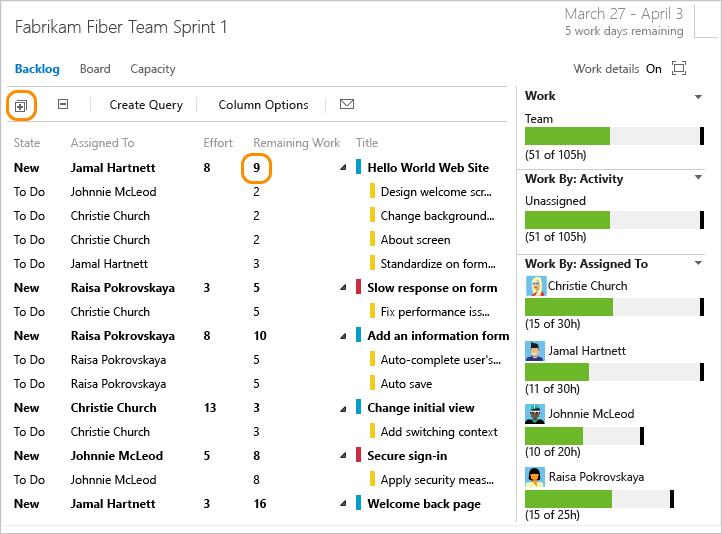 Fabrikam Fiber Team Sprint 1
March 27 - April 3
5 work days remaining
Backlog Board Capacity
Work details On
Create Query Column Options
State Assigned To Effort Remaining Work Title
New Jamal Hartnett 8 9 Hello World Web Site
To Do Johnnie McLeod 2 Design welcome scr...
To Do Christie Church 2 Change background...
To Do Christie Church 2 About screen
To Do Jamal Hartnett 3 Standardize on form...
New Raisa Pokrovskaya 3 5 Slow response on form
To Do Christie Church 5 Fix performance iss...
New Raisa Pokrovskaya 8 10 Add an information form
To Do Raisa Pokrovskaya 5 Auto-complete user's...
To Do Raisa Pokrovskaya 5 Auto save
New Christie Church 13 3 Change initial view
To Do Christie Church 3 Add switching context
New Johnnie McLeod 5 8 Secure sign-in
To Do Johnnie McLeod 8 Apply security meas...
New Jamal Hartnett 3 16 Welcome back page
Work
Team
(51 of 105h)
Work By: Activity
Unassigned
(51 of 105h)
Work By: Assigned To
Christie Church
(15 of 30h)
Jamal Hartnett
(11 of 30h)
Johnnie McLeod
(10 of 20h)
Raisa Pokrovskaya
(15 of 25h)